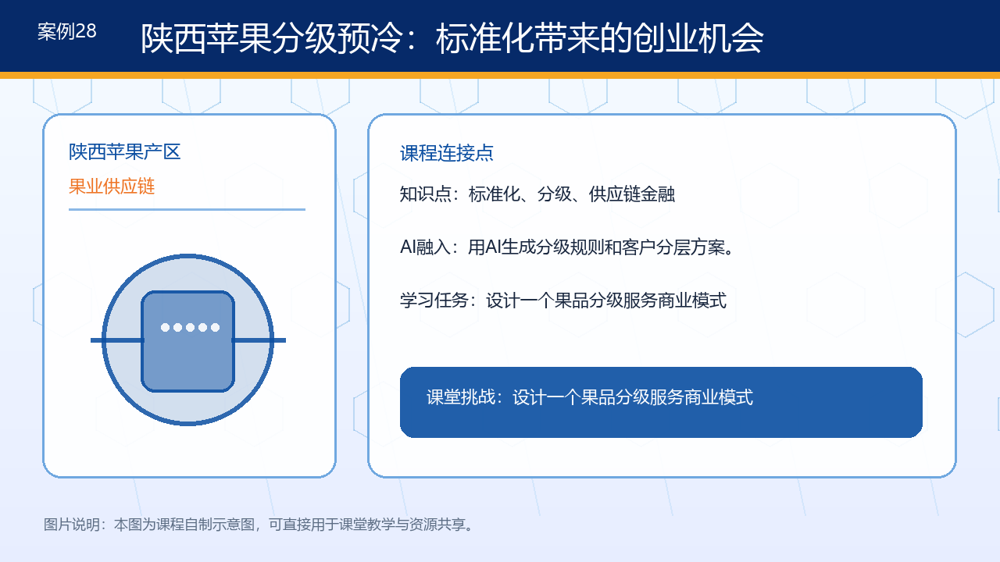 案例28
陕西苹果分级预冷：标准化带来的创业机会
陕西苹果产区
果业供应链
课程连接点
知识点：标准化、分级、供应链金融
AI融入：用AI生成分级规则和客户分层方案。
学习任务：设计一个果品分级服务商业模式
课堂挑战：设计一个果品分级服务商业模式
图片说明：本图为课程自制示意图，可直接用于课堂教学与资源共享。